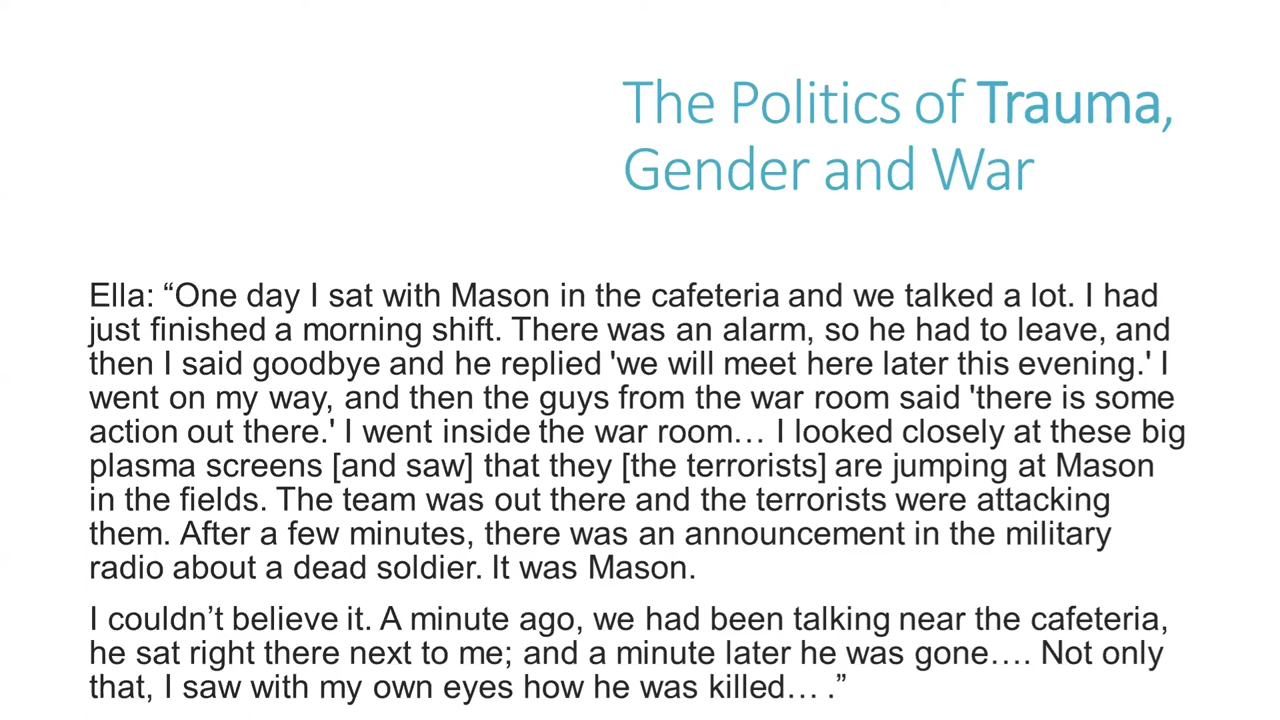 The Politics of Trauma,
Gender and War
Ella: “One day I sat with Mason in the cafeteria and we talked a lot. I had
just finished a morning shift. There was an alarm, so he had to leave, and
then I said goodbye and he replied 'we will meet here later this evening.' I
went on my way, and then the guys from the war room said 'there is some
action out there.' I went inside the war room… I looked closely at these big
plasma screens [and saw] that they [the terrorists] are jumping at Mason
in the fields. The team was out there and the terrorists were attacking
them. After a few minutes, there was an announcement in the military
radio about a dead soldier. It was Mason.
I couldn’t believe it. A minute ago, we had been talking near the cafeteria,
he sat right there next to me; and a minute later he was gone…. Not only
that, I saw with my own eyes how he was killed… .”